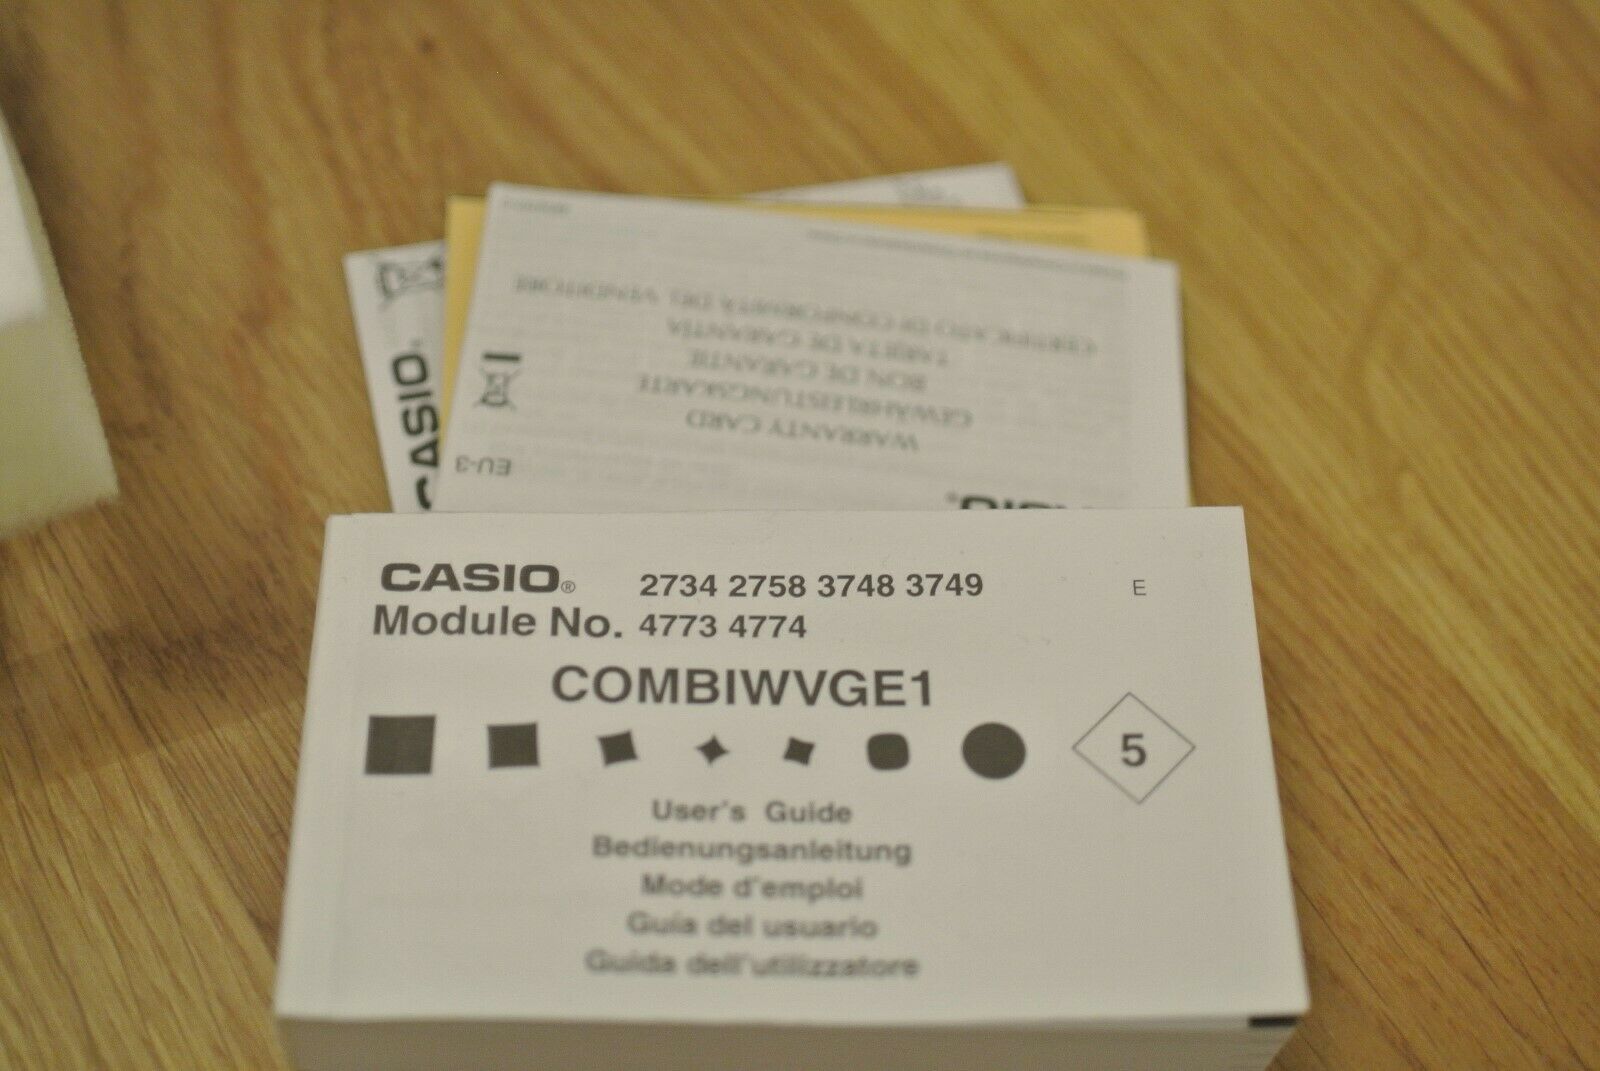 CASIO® 2734 2758 3748 3749 E
Module No. 4773 4774
COMBIWVGE1
5
User's Guide
Bedienungsanleitung
Mode d'emploi
Guía del usuario
Guida dell'utilizzatore
WARRANTY CARD
GEWÄHRLEISTUNGSKARTE
BON DE GARANTIE
TARJETA DE GARANTÍA
CERTIFICATO DI CONFORMITÀ DEL VENDITORE
EU-3
CASIO®